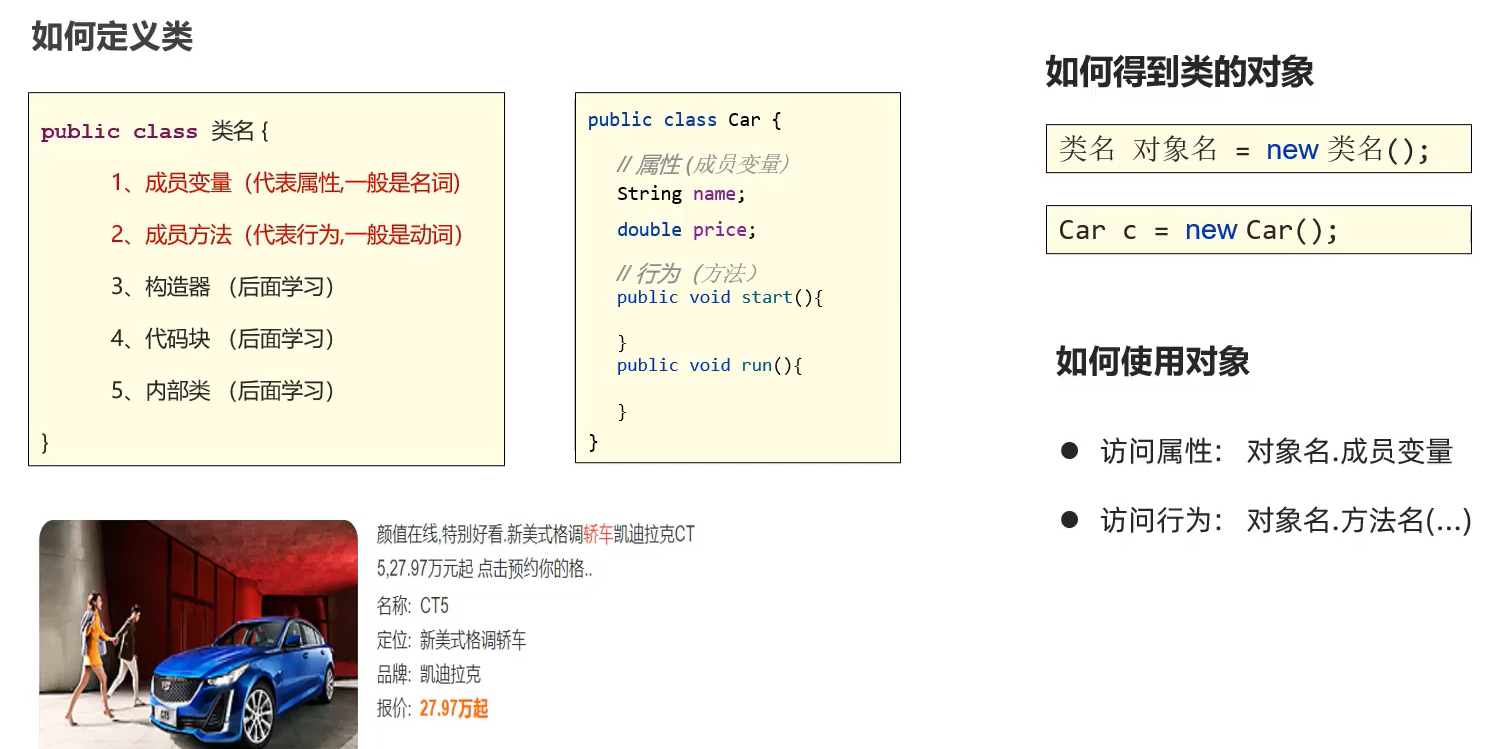 如何定义类
public class 类名 {
1、成员变量（代表属性,一般是名词)
2、成员方法（代表行为,一般是动词）
3、构造器 （后面学习）
4、代码块 （后面学习）
5、内部类 （后面学习）
}
public class Car {
// 属性 (成员变量）
String name;
double price;
// 行为（方法）
public void start(){
}
public void run(){
}
}
颜值在线,特别好看.新美式格调轿车凯迪拉克CT
5,27.97万元起 点击预约你的格..
名称: CT5
定位: 新美式格调轿车
品牌: 凯迪拉克
报价: 27.97万起
CT5
如何得到类的对象
类名 对象名 = new 类名();
Car c = new Car();
如何使用对象
● 访问属性： 对象名.成员变量
● 访问行为： 对象名.方法名(...)